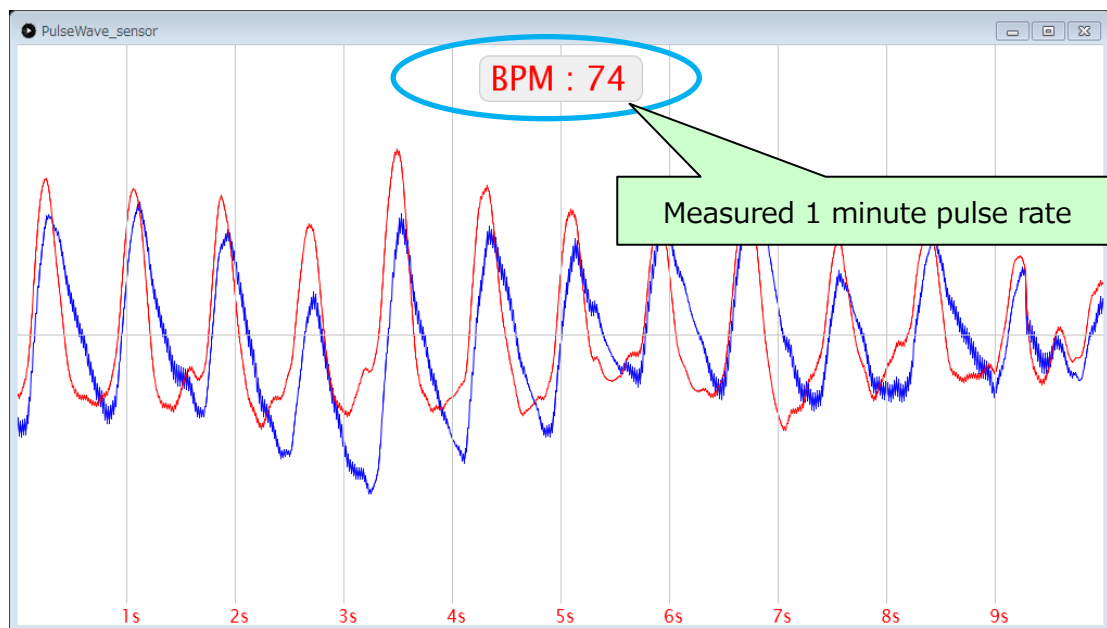 PulseWave_sensor
BPM : 74
Measured 1 minute pulse rate
1s 2s 3s 4s 5s 6s 7s 8s 9s